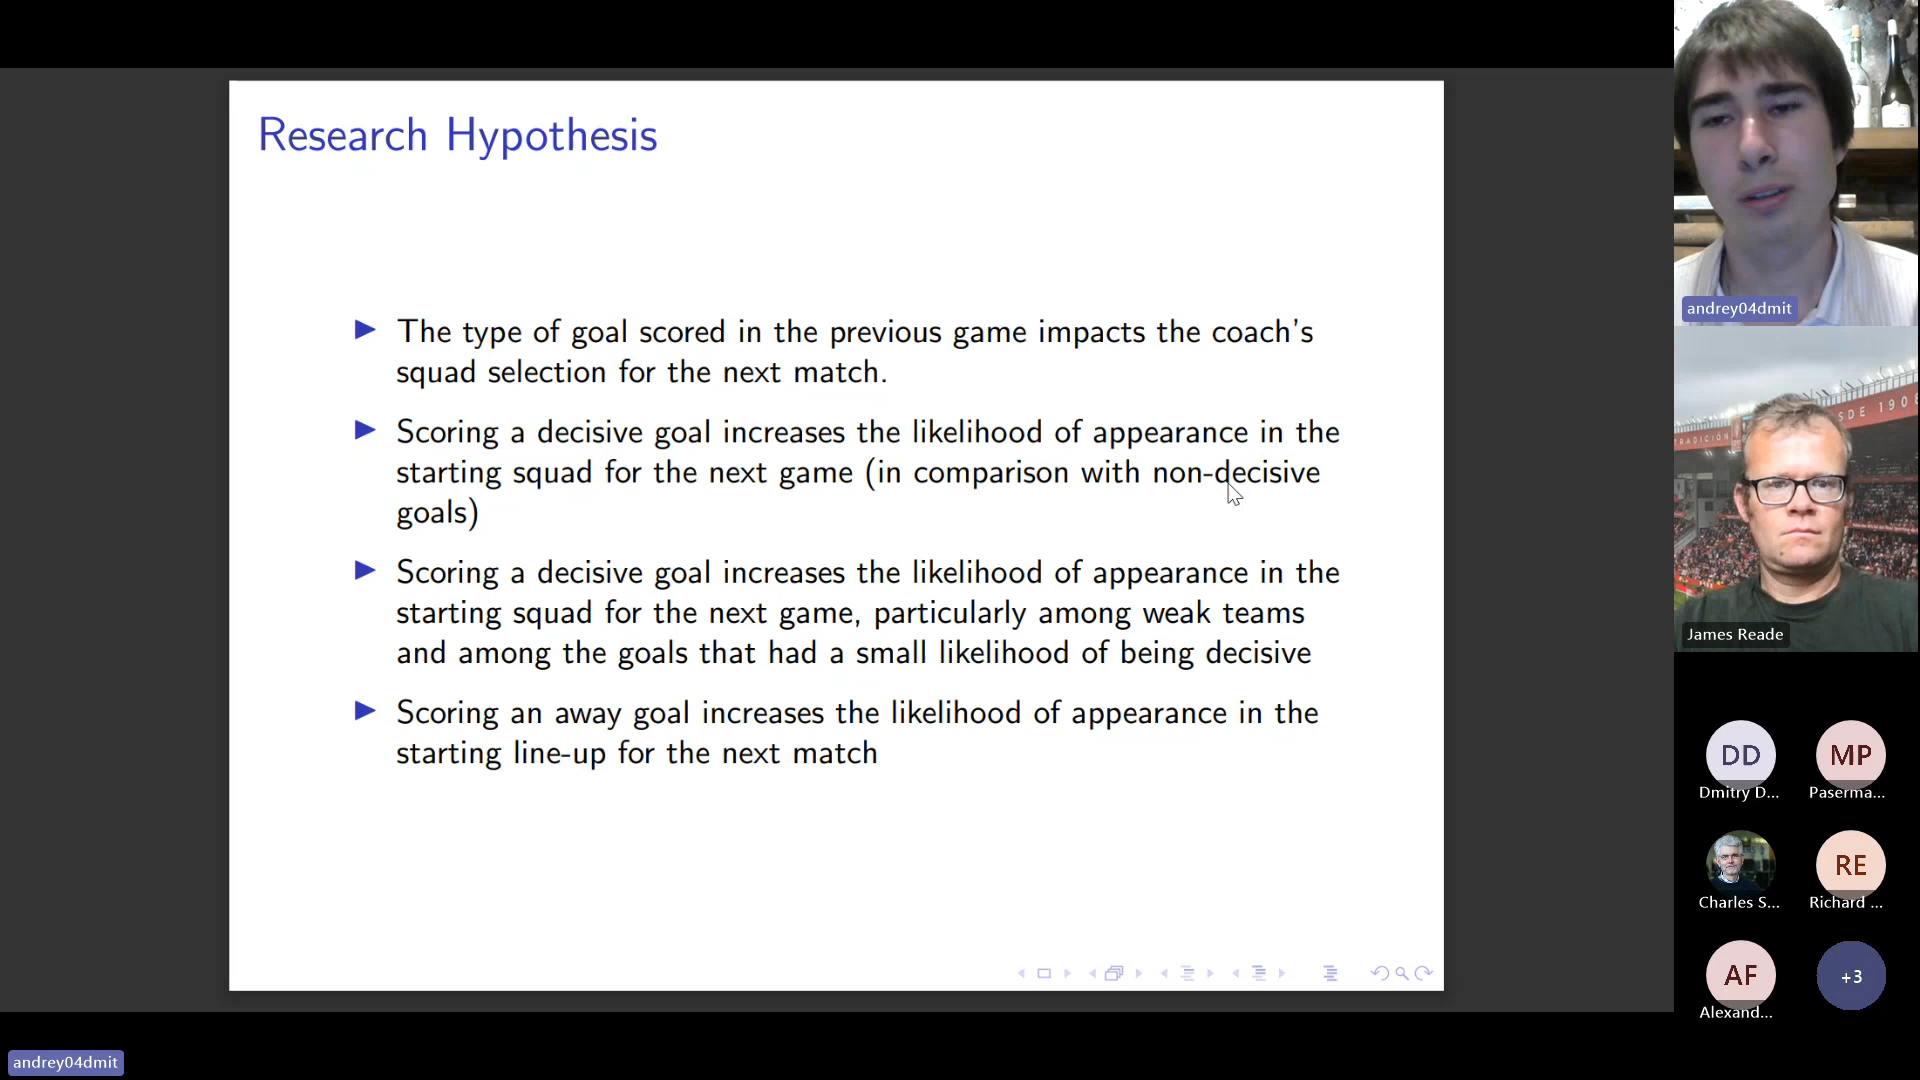 Research Hypothesis
The type of goal scored in the previous game impacts the coach's
squad selection for the next match.
Scoring a decisive goal increases the likelihood of appearance in the
starting squad for the next game (in comparison with non-decisive
goals)
Scoring a decisive goal increases the likelihood of appearance in the
starting squad for the next game, particularly among weak teams
and among the goals that had a small likelihood of being decisive
Scoring an away goal increases the likelihood of appearance in the
starting line-up for the next match
andrey04dmit
SDE 1908
TRADICIÓN
James Reade
DD
MP
Dmitry D...
Paserma...
RE
Charles S...
Richard ...
AF
+3
Alexand...
andrey04dmit